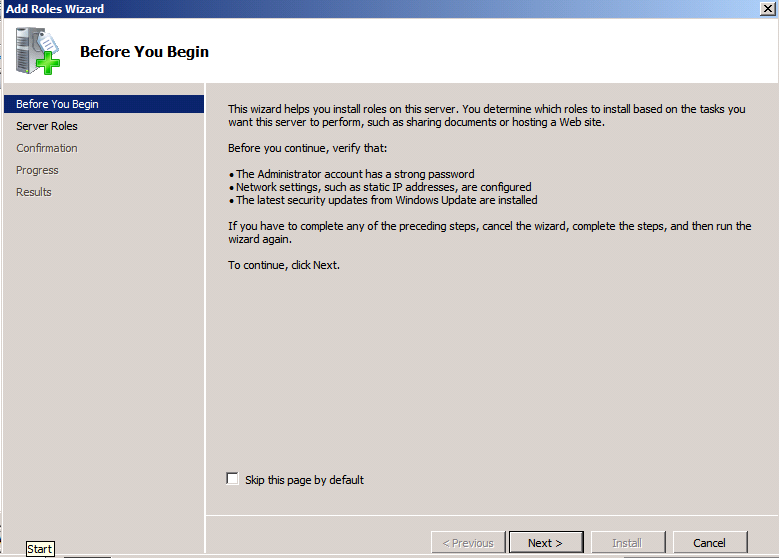 Add Roles Wizard
Before You Begin
Before You Begin
Server Roles
Confirmation
Progress
Results
This wizard helps you install roles on this server. You determine which roles to install based on the tasks you
want this server to perform, such as sharing documents or hosting a Web site.
Before you continue, verify that:
• The Administrator account has a strong password
• Network settings, such as static IP addresses, are configured
• The latest security updates from Windows Update are installed
If you have to complete any of the preceding steps, cancel the wizard, complete the steps, and then run the
wizard again.
To continue, click Next.
Skip this page by default
< Previous
Next >
Install
Cancel
Start